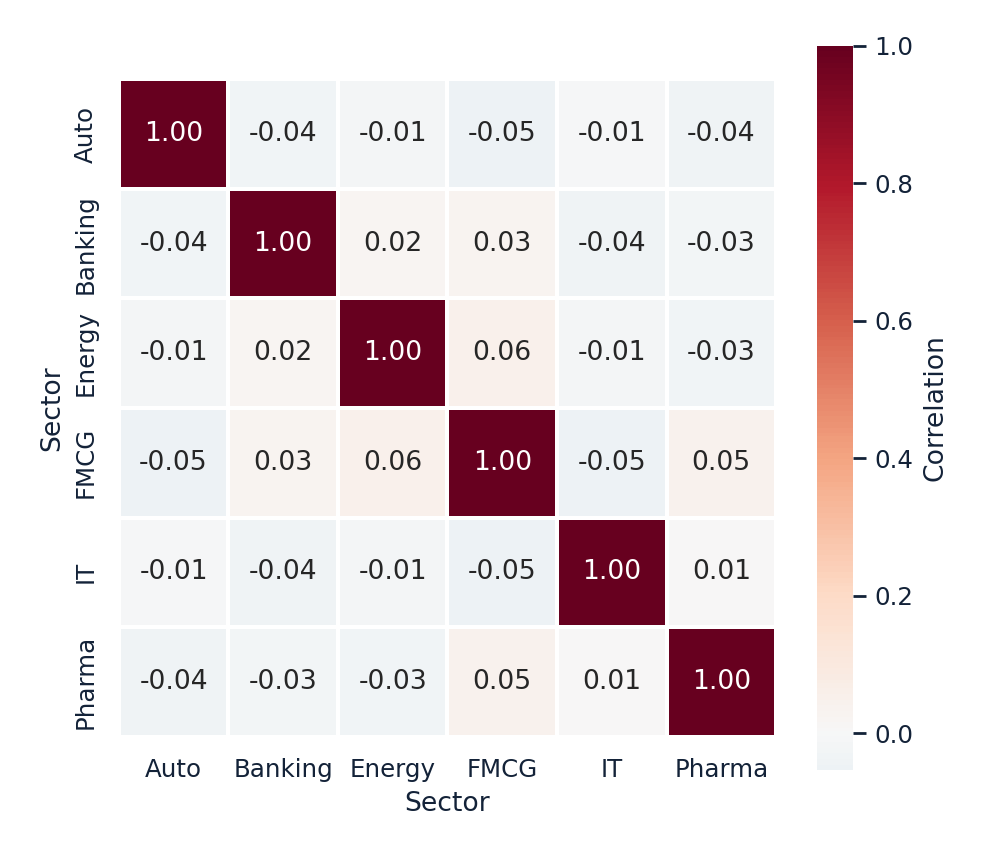 1.0
Auto 1.00 -0.04 -0.01 -0.05 -0.01 -0.04
0.8
Banking -0.04 1.00 0.02 0.03 -0.04 -0.03
0.6
Energy -0.01 0.02 1.00 0.06 -0.01 -0.03
Sector
Correlation
FMCG -0.05 0.03 0.06 1.00 -0.05 0.05
0.4
IT -0.01 -0.04 -0.01 -0.05 1.00 0.01
0.2
Pharma -0.04 -0.03 -0.03 0.05 0.01 1.00
0.0
Auto Banking Energy FMCG IT Pharma
Sector